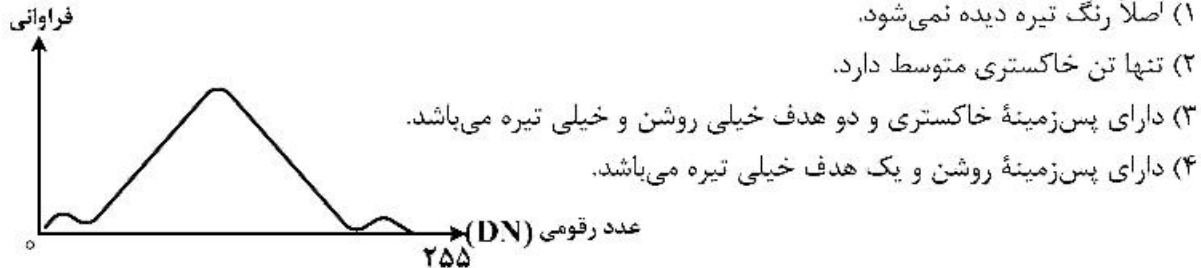 ۱) اصلا رنگ تیره دیده نمی‌شود.
۲) تنها تن خاکستری متوسط دارد.
۳) دارای پس‌زمینهٔ خاکستری و دو هدف خیلی روشن و خیلی تیره می‌باشد.
۴) دارای پس‌زمینهٔ روشن و یک هدف خیلی تیره می‌باشد.
فراوانی
عدد رقومی (DN)
۰
۲۵۵